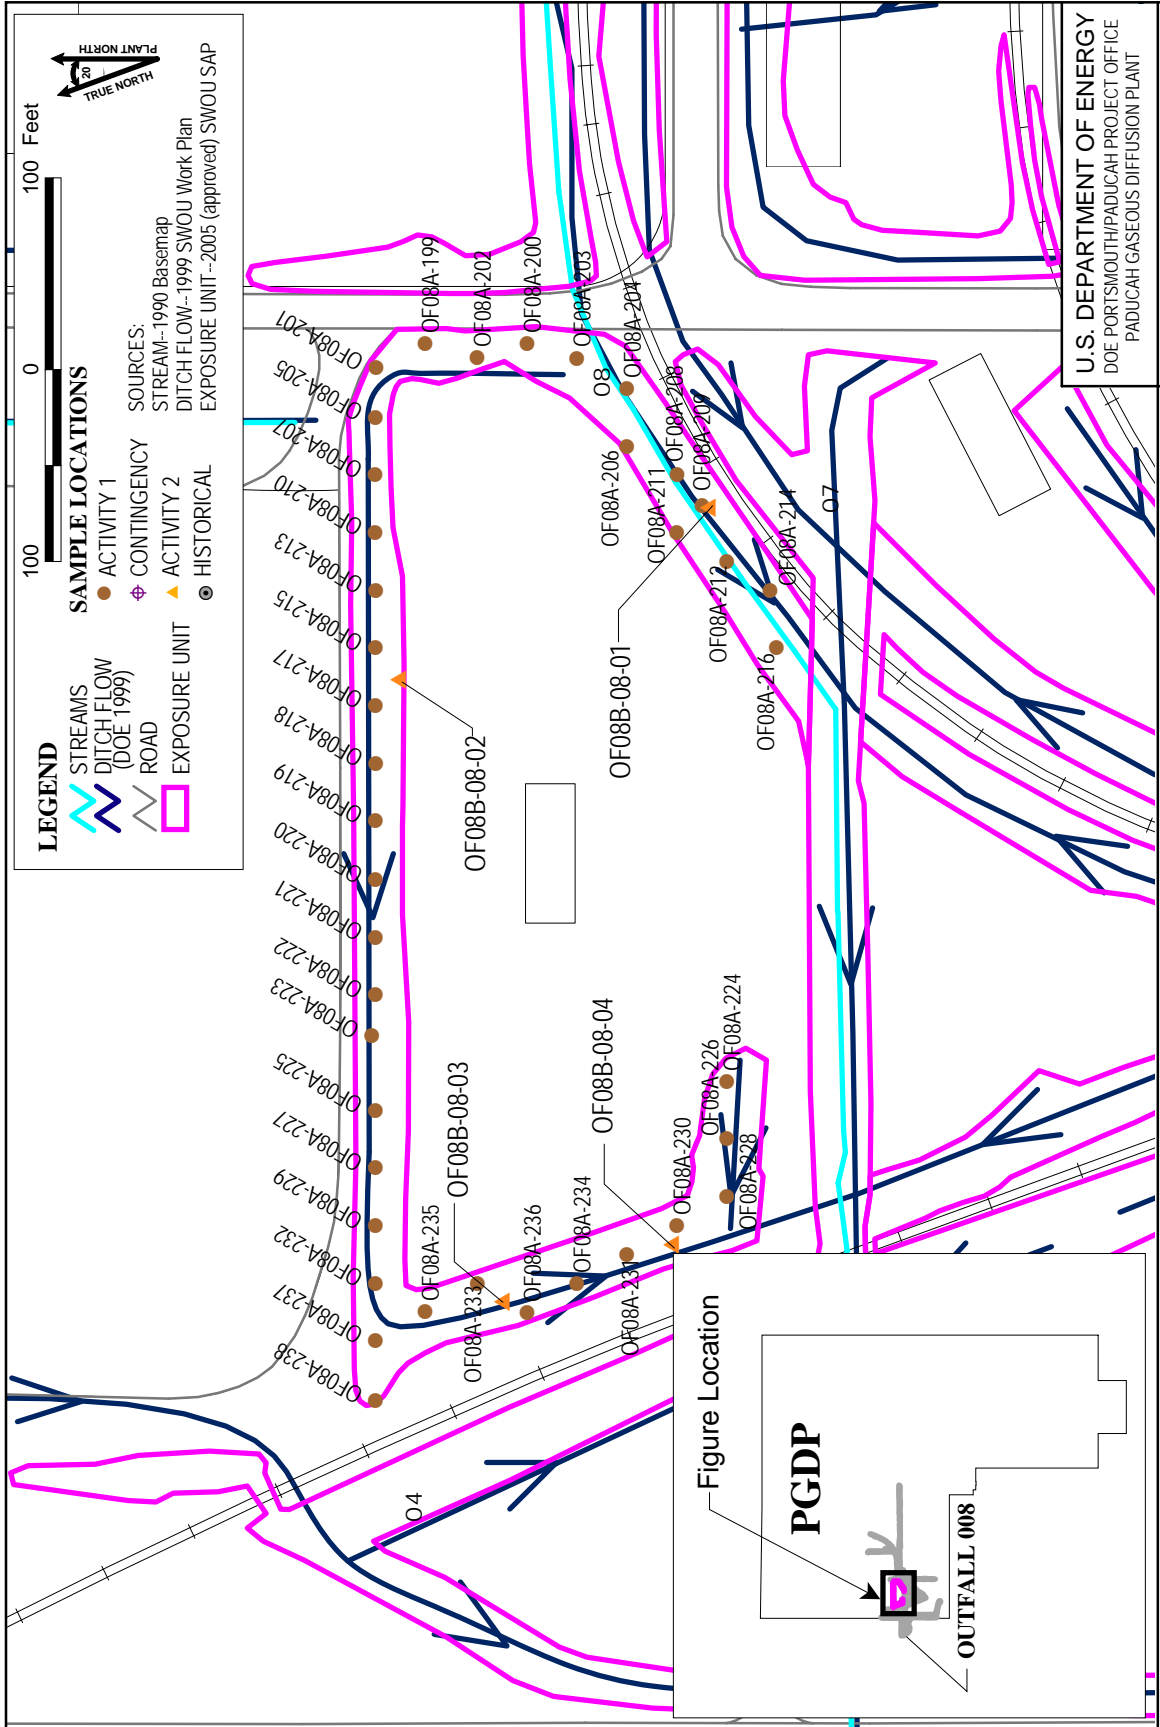 LEGEND
STREAMS
DITCH FLOW
(DOE 1999)
ROAD
EXPOSURE UNIT
SAMPLE LOCATIONS
ACTIVITY 1
CONTINGENCY
ACTIVITY 2
HISTORICAL
SOURCES:
STREAM--1990 Basemap
DITCH FLOW--1999 SWOU Work Plan
EXPOSURE UNIT--2005 (approved) SWOU SAP
100 0 100 Feet
PLANT NORTH
20
TRUE NORTH
OF08A-238
OF08A-237
OF08A-232
OF08A-229
OF08A-227
OF08A-225
OF08A-223
OF08A-222
OF08A-221
OF08A-220
OF08A-219
OF08A-218
OF08A-217
OF08A-215
OF08A-213
OF08A-210
OF08A-207
OF08A-205
OF08A-201
OF08A-199
OF08A-202
OF08A-200
OF08A-203
OF08A-204
08
OF08A-206
OF08A-208
OF08A-209
OF08A-211
OF08A-212
OF08A-214
OF08A-216
07
OF08B-08-01
OF08B-08-02
OF08B-08-03
OF08B-08-04
OF08A-235
OF08A-233
OF08A-236
OF08A-234
OF08A-231
OF08A-230
OF08A-226
OF08A-224
OF08A-228
04
Figure Location
PGDP
OUTFALL 008
U.S. DEPARTMENT OF ENERGY
DOE PORTSMOUTH/PADUCAH PROJECT OFFICE
PADUCAH GASEOUS DIFFUSION PLANT